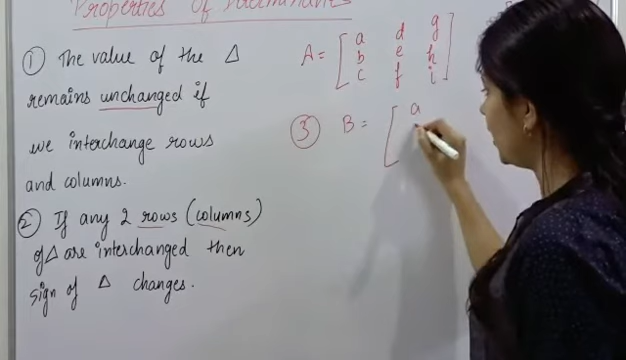 Properties of Determinants
① The value of the Δ
remains unchanged if
we interchange rows
and columns.
② If any 2 rows (columns)
of Δ are interchanged then
sign of Δ changes.
A = [ a d g
b e h
c f i ]
③ B = [ a